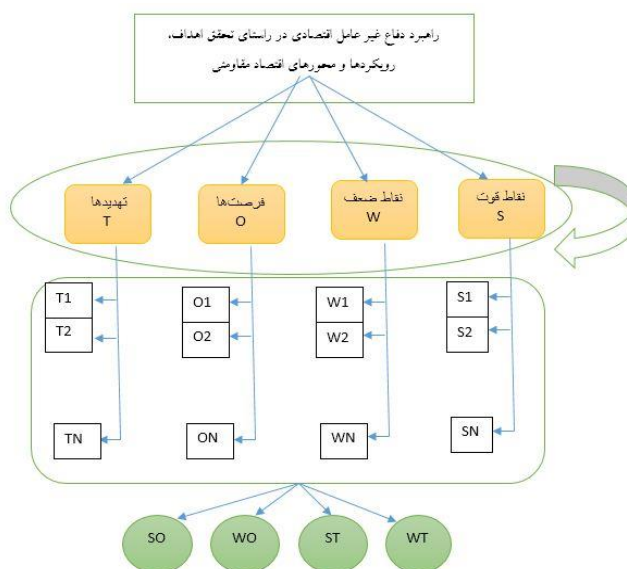 راهبرد دفاع غیر عامل اقتصادی در راستای تحقق اهداف،
رویکردها و محورهای اقتصاد مقاومتی
نقاط قوت
S
نقاط ضعف
W
فرصت‌ها
O
تهدیدها
T
S1
S2
SN
W1
W2
WN
O1
O2
ON
T1
T2
TN
SO
WO
ST
WT